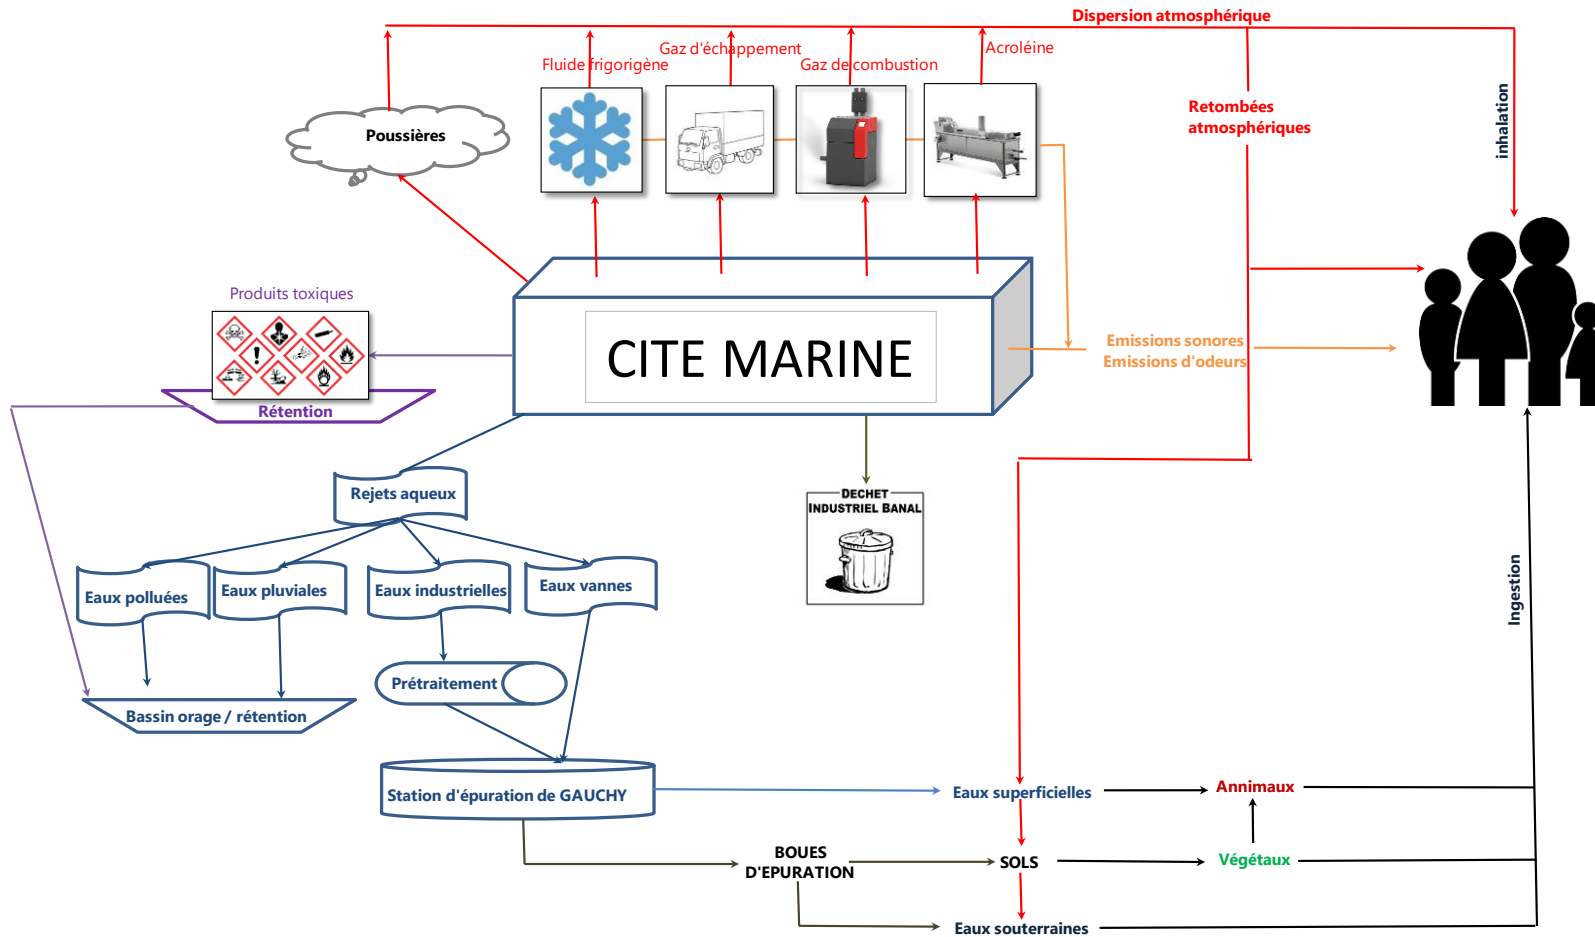 Dispersion atmosphérique
Gaz d'échappement
Acroléine
Fluide frigorigène
Gaz de combustion
Retombées
atmosphériques
inhalation
Poussières
Produits toxiques
CITE MARINE
Emissions sonores
Emissions d'odeurs
Rétention
Rejets aqueux
DECHET
INDUSTRIEL BANAL
Eaux polluées
Eaux pluviales
Eaux industrielles
Eaux vannes
Ingestion
Prétraitement
Bassin orage / rétention
Station d'épuration de GAUCHY
Eaux superficielles
Annimaux
BOUES
D'EPURATION
SOLS
Végétaux
Eaux souterraines